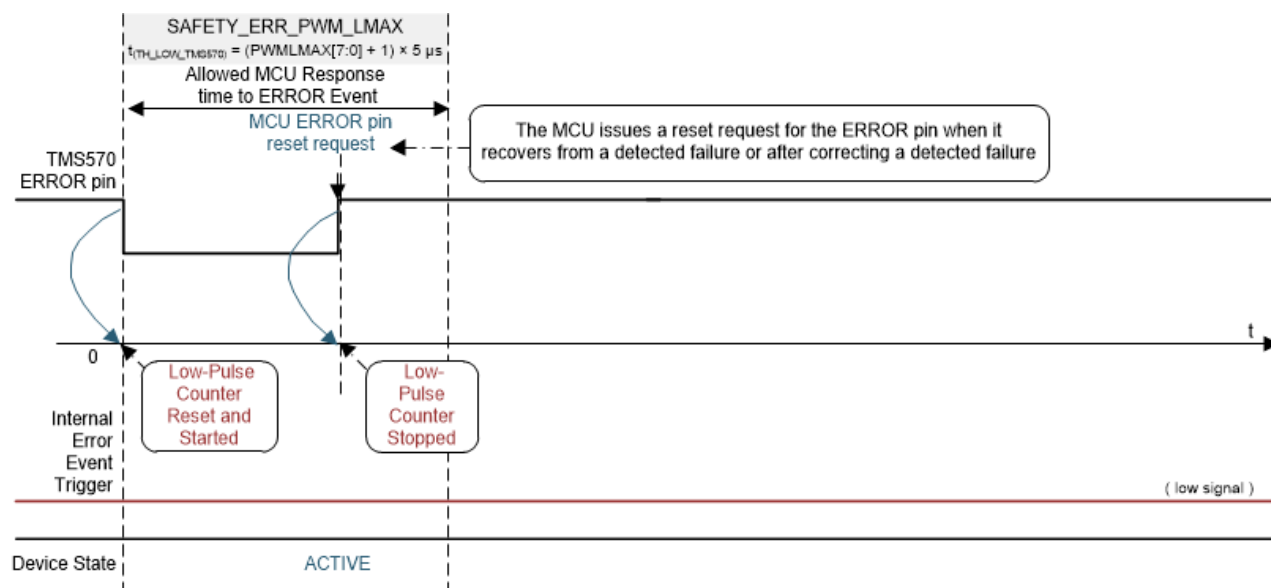 SAFETY_ERR_PWM_LMAX
t(TH_LOW_TMS570) = (PWMLMAX[7:0] + 1) × 5 µs
Allowed MCU Response
time to ERROR Event
MCU ERROR pin
reset request
The MCU issues a reset request for the ERROR pin when it
recovers from a detected failure or after correcting a detected failure
TMS570
ERROR pin
t
0
Low-Pulse
Counter
Reset and
Started
Low-
Pulse
Counter
Stopped
Internal
Error
Event
Trigger
( low signal )
Device State
ACTIVE